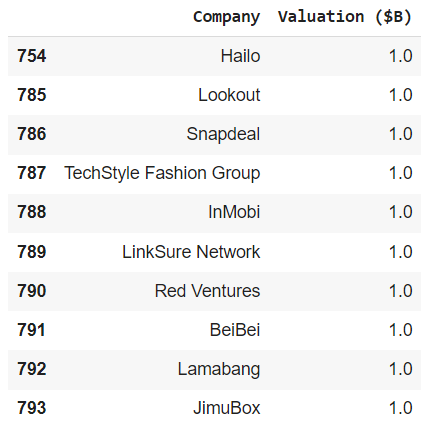 Company Valuation ($B)
754 Hailo 1.0
785 Lookout 1.0
786 Snapdeal 1.0
787 TechStyle Fashion Group 1.0
788 InMobi 1.0
789 LinkSure Network 1.0
790 Red Ventures 1.0
791 BeiBei 1.0
792 Lamabang 1.0
793 JimuBox 1.0